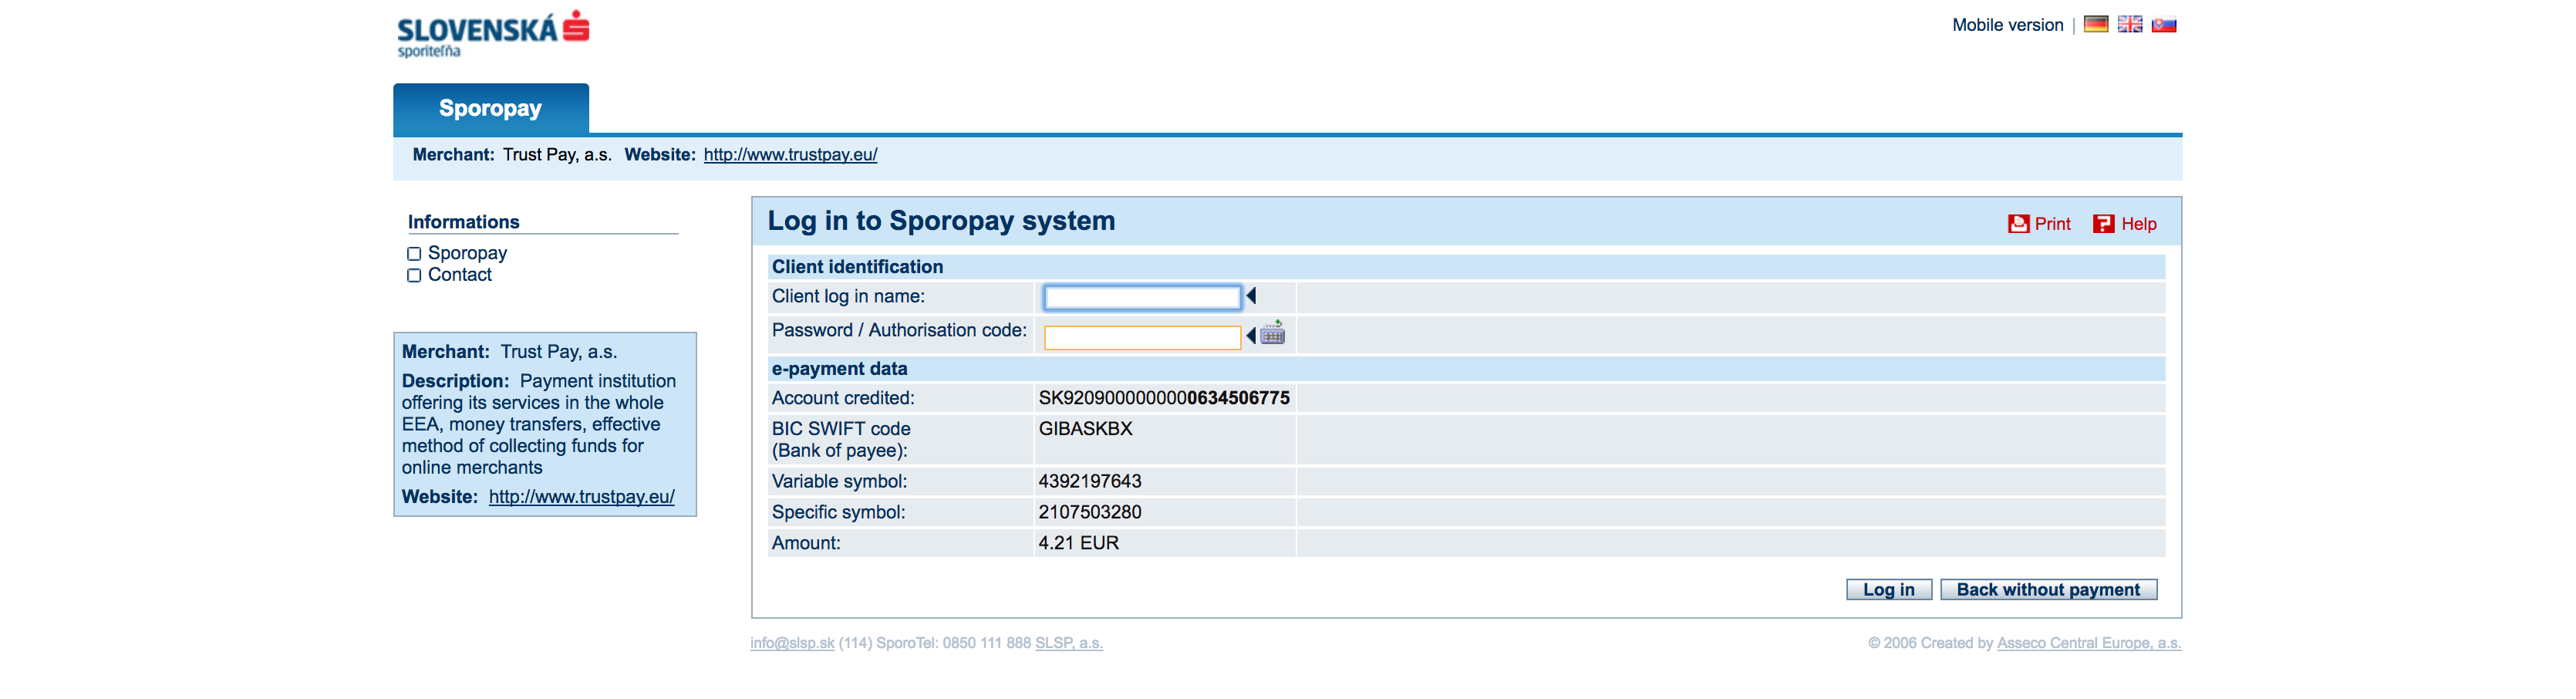 SLOVENSKÁ
sporiteľňa
Mobile version |
Sporopay
Merchant: Trust Pay, a.s. Website: http://www.trustpay.eu/
Informations
Sporopay
Contact
Merchant: Trust Pay, a.s.
Description: Payment institution
offering its services in the whole
EEA, money transfers, effective
method of collecting funds for
online merchants
Website: http://www.trustpay.eu/
Log in to Sporopay system
Print Help
Client identification
Client log in name:
Password / Authorisation code:
e-payment data
Account credited: SK9209000000000634506775
BIC SWIFT code GIBASKBX
(Bank of payee):
Variable symbol: 4392197643
Specific symbol: 2107503280
Amount: 4.21 EUR
Log in Back without payment
info@slsp.sk (114) SporoTel: 0850 111 888 SLSP, a.s.
© 2006 Created by Asseco Central Europe, a.s.